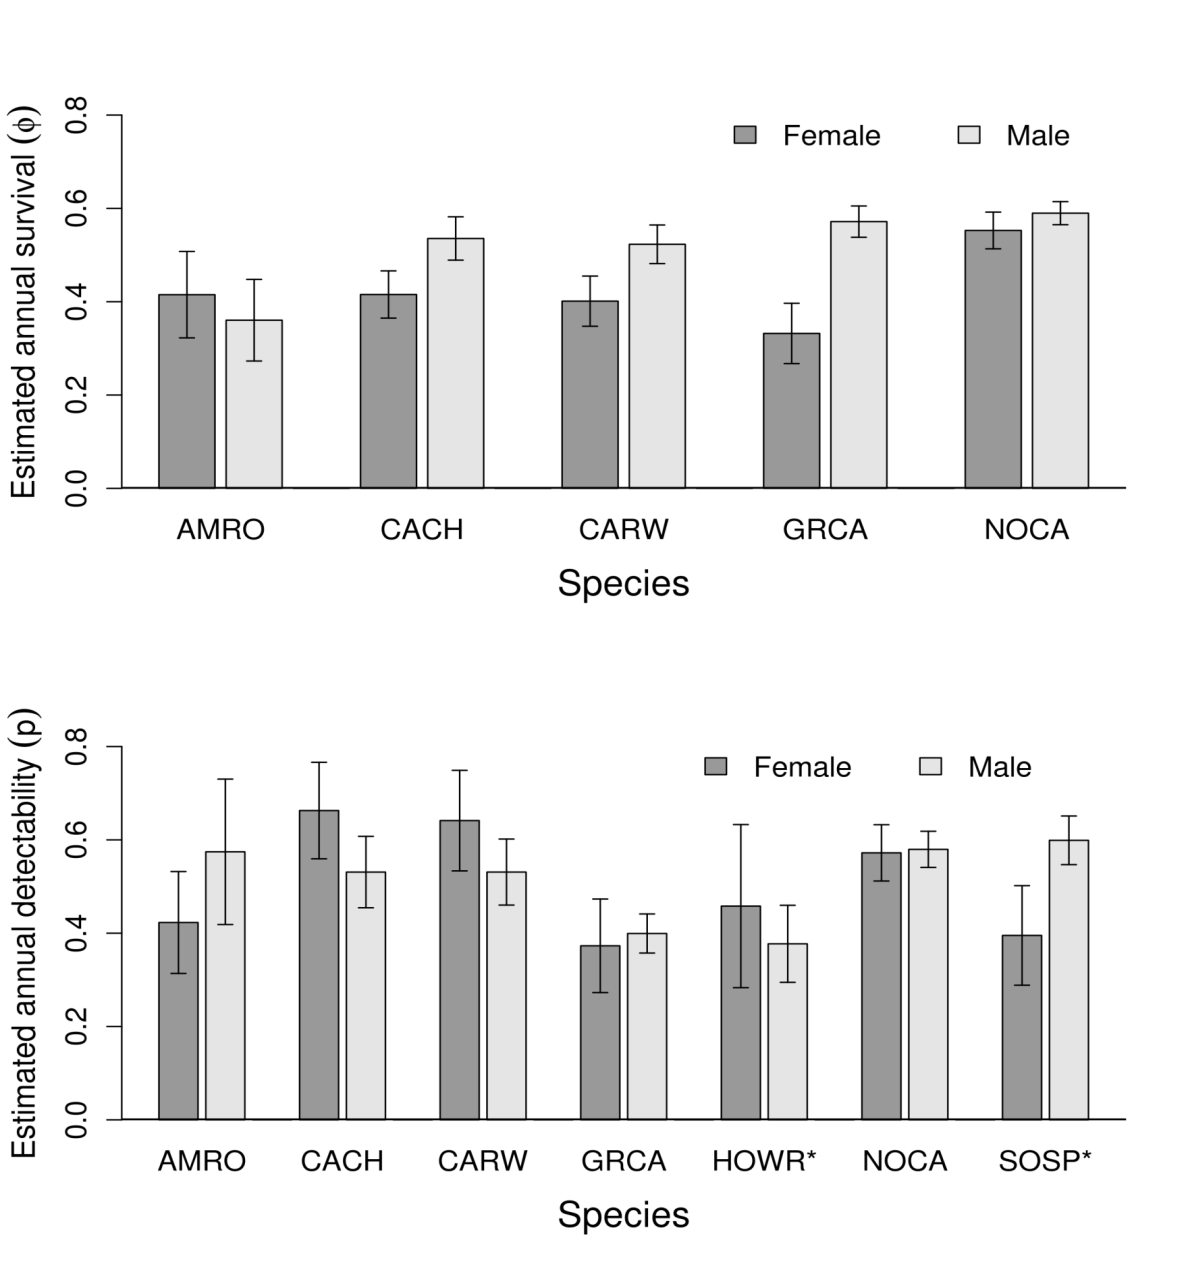 Estimated annual survival (ϕ)
0.8
0.6
0.4
0.2
0.0
Female Male
AMRO CACH CARW GRCA NOCA
Species
Estimated annual detectability (p)
0.8
0.6
0.4
0.2
0.0
Female Male
AMRO CACH CARW GRCA HOWR* NOCA SOSP*
Species